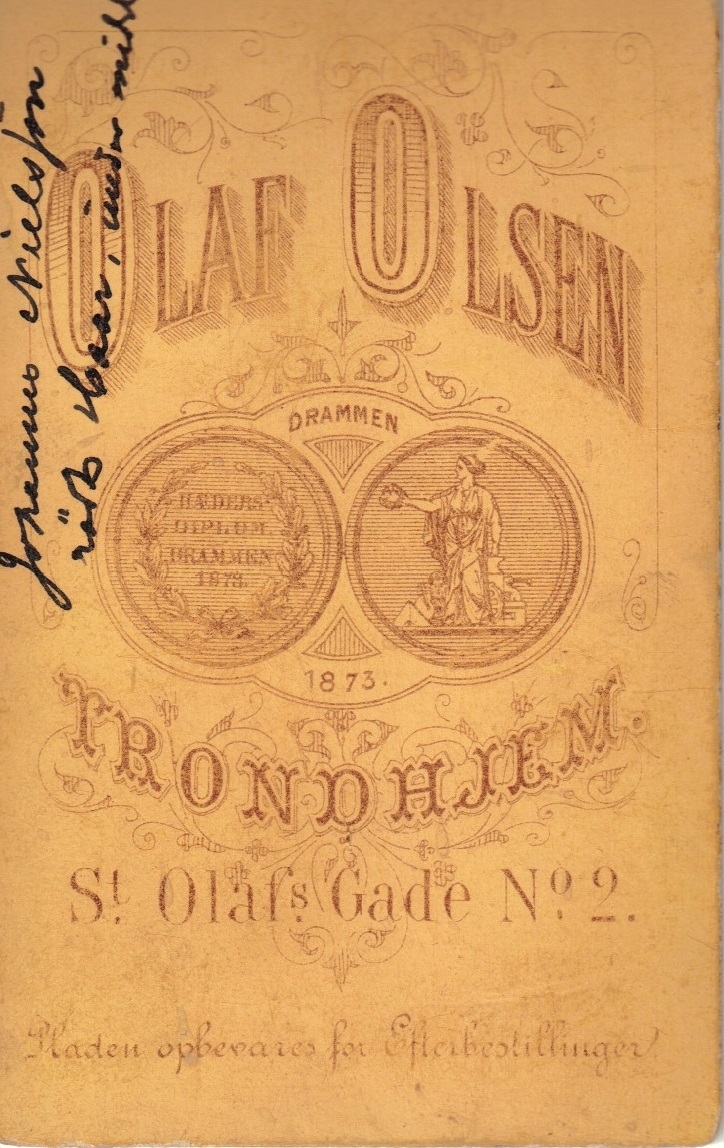 Johannes Nielsson
OLAF OLSEN
DRAMMEN
HÆDERS-
DIPLOM.
DRAMMEN
1873.
1873.
TRONDHJEM.
St. Olafs Gade No 2.
Pladen opbevares for Efterbestillinger.